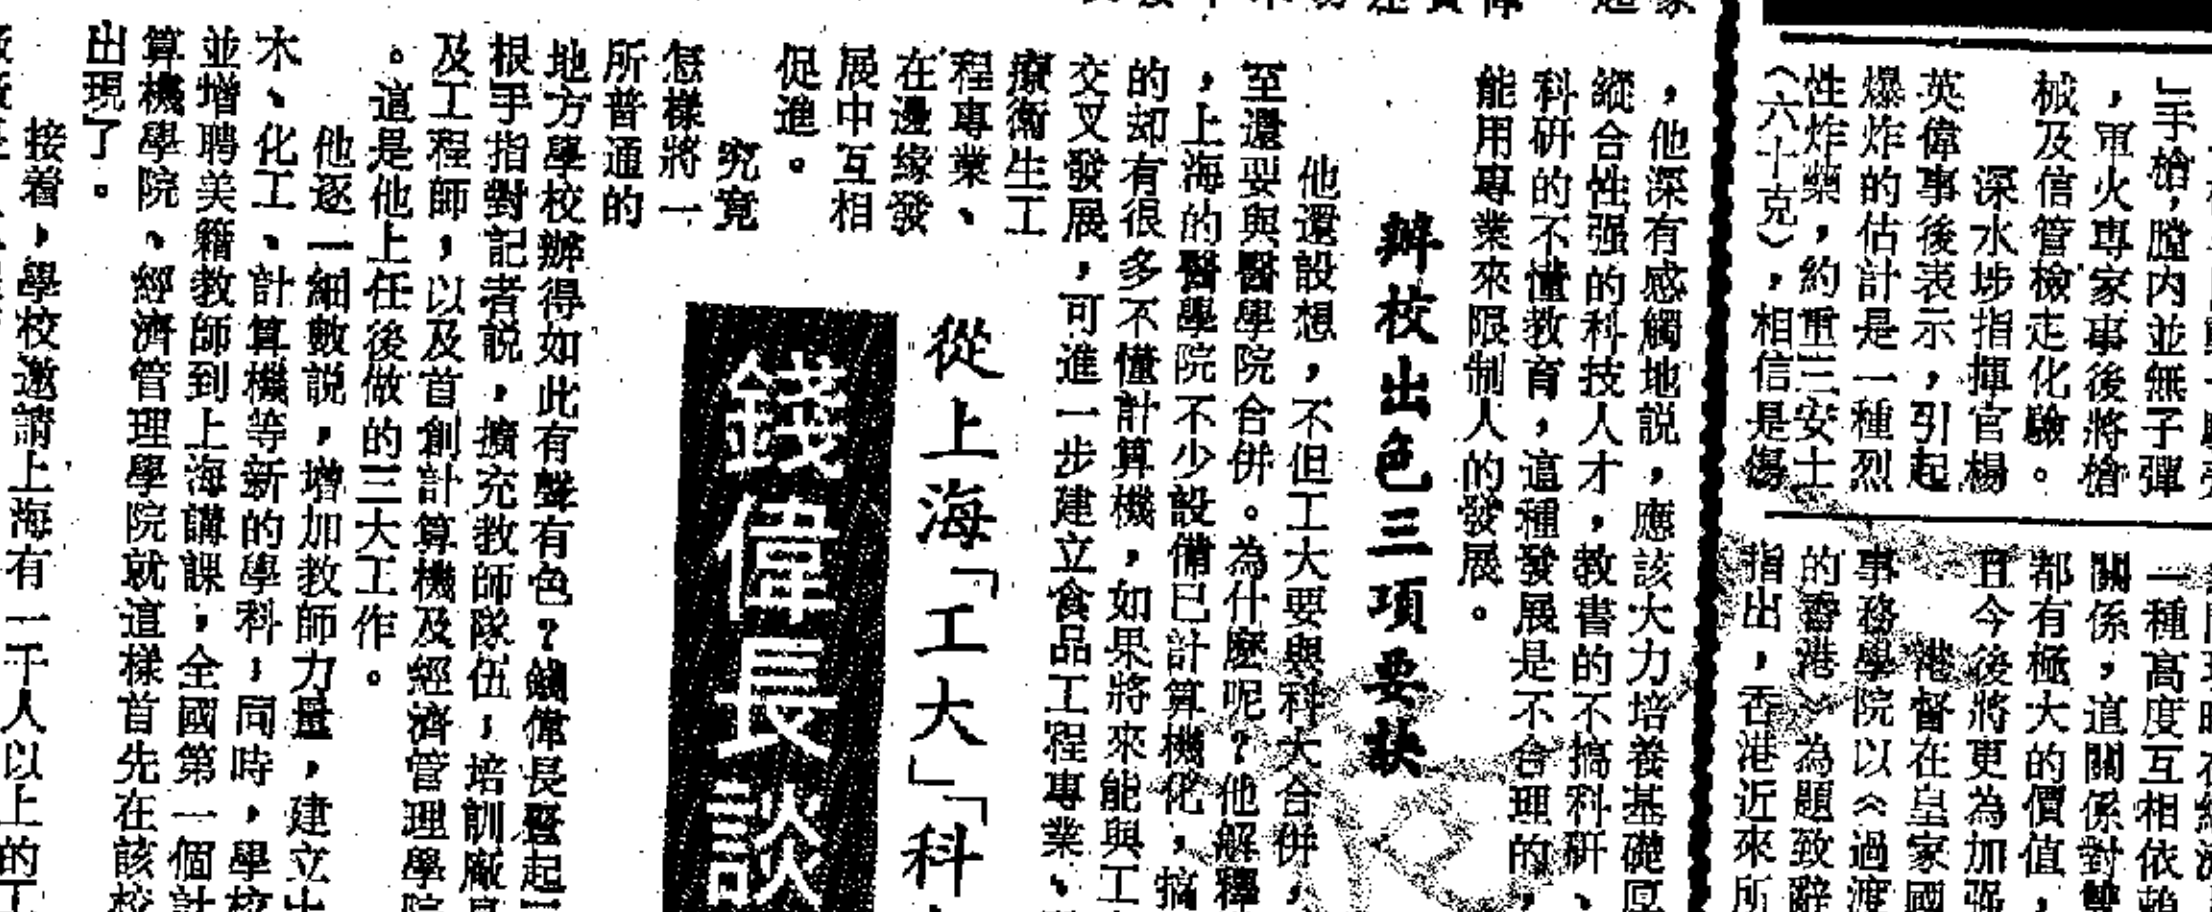 」手槍，膛内並無子彈
，軍火專家事後將槍
械及信管檢走化驗。
深水埗指揮官楊
英偉事後表示，引起
爆炸的估計是一種烈
性炸藥，約重三安士
（六十克），相信是傷
一種高度互相依賴
關係，這關係對雙
都有極大的價值，
且今後將更為加强
港督在皇家國
事務學院以《過渡
的香港》為題致辭
指出，香港近來所
，他深有感觸地説，應該大力培養基礎厚
縱合性强的科技人才，教書的不搞科研、
科研的不懂教育，這種發展是不合理的，
能用專業來限制人的發展。
辦校出色三項要訣
他還設想，不但工大要與科大合併，
至還要與醫學院合併。為什麼呢？他解釋
，上海的醫學院不少設備已計算機化，搞
的却有很多不懂計算機，如果將來能與工
交叉發展，可進一步建立食品工程專業、
療衛生工
程專業、
在邊緣發
展中互相
促進。
從上海「工大」「科
錢偉長談
究竟
怎樣將一
所普通的
地方學校辦得如此有聲有色？錢偉長豎起三
根手指對記者説，擴充教師隊伍；培訓廠長
及工程師，以及首創計算機及經濟管理學院
。這是他上任後做的三大工作。
他逐一細數説，增加教師力量，建立出
木、化工、計算機等新的學科；同時，學校
並增聘美籍教師到上海講課，全國第一個計
算機學院、經濟管理學院就這樣首先在該校
出現了。
接着，學校邀請上海有一千人以上的工